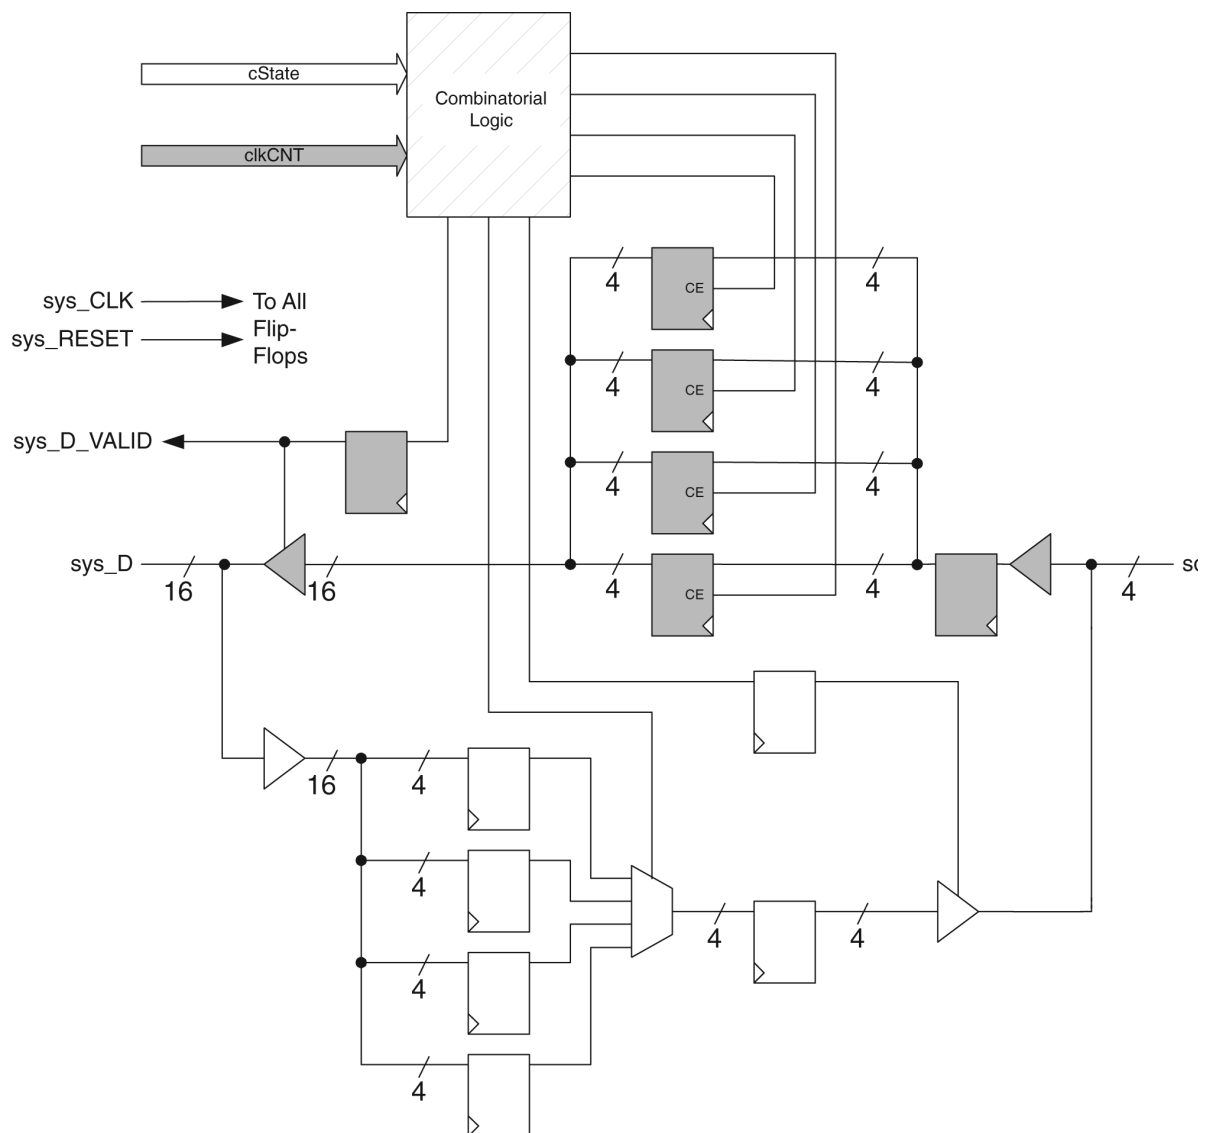 cState
Combinatorial
Logic
clkCNT
4
CE
4
sys_CLK
To All
Flip-
Flops
sys_RESET
4
CE
4
sys_D_VALID
4
CE
4
sys_D
16
16
4
CE
4
4
16
4
4
4
4
4
4